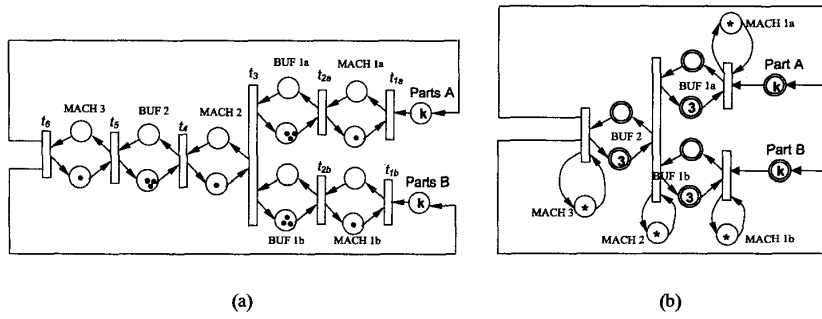 BUF 1a
MACH 1a
t3
t2a
t1a
Parts A
k
MACH 3
BUF 2
MACH 2
t6
t5
t4
t2b
t1b
Parts B
k
BUF 1b
MACH 1b
(a)
* MACH 1a
Part A
k
BUF 1a
3
BUF 2
3
Part B
k
BUF 1b
3
MACH 3
*
MACH 2
*
*
MACH 1b
(b)